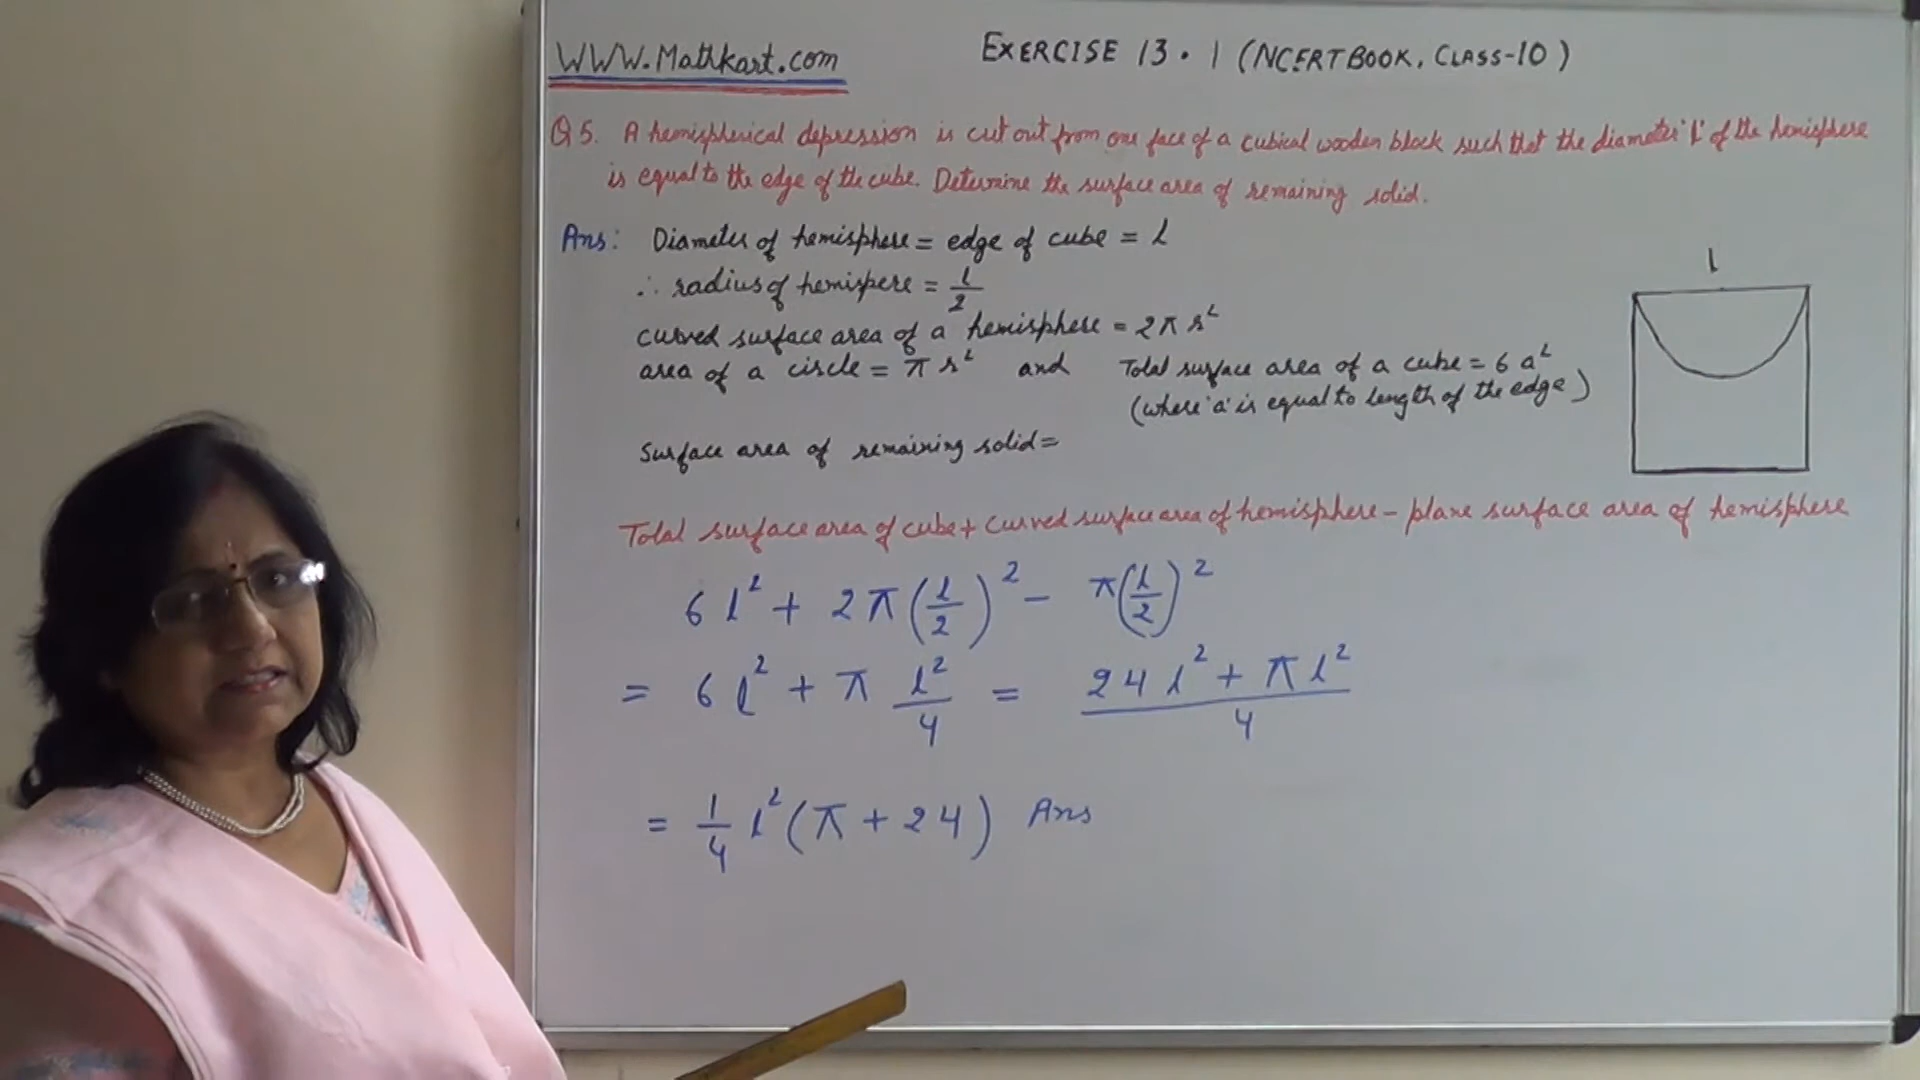 WWW.Mathkart.com
EXERCISE 13.1 (NCERT BOOK, CLASS-10)
Q 5. A hemispherical depression is cut out from one face of a cubical wooden block such that the diameter 'l' of the hemisphere
is equal to the edge of the cube. Determine the surface area of remaining solid.
Ans: Diameter of hemisphere = edge of cube = l
∴ radius of hemispere = l/2
curved surface area of a hemisphere = 2πr²
area of a circle = πr² and Total surface area of a cube = 6a²
(where 'a' is equal to length of the edge)
Surface area of remaining solid =
l
Total surface area of cube + curved surface area of hemisphere - plane surface area of hemisphere
6l² + 2π(l/2)² - π(l/2)²
= 6l² + π l²/4 = (24l² + πl²)/4
= 1/4 l² (π + 24) Ans